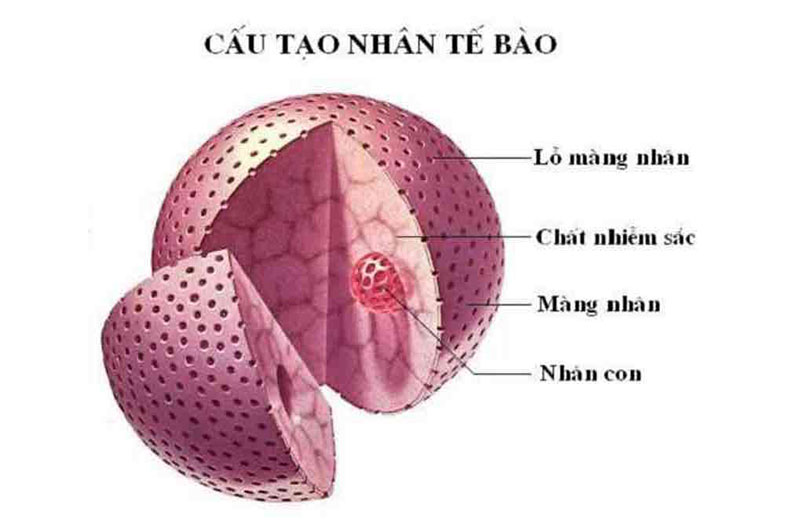 CẤU TẠO NHÂN TẾ BÀO
Lỗ màng nhân
Chất nhiễm sắc
Màng nhân
Nhân con